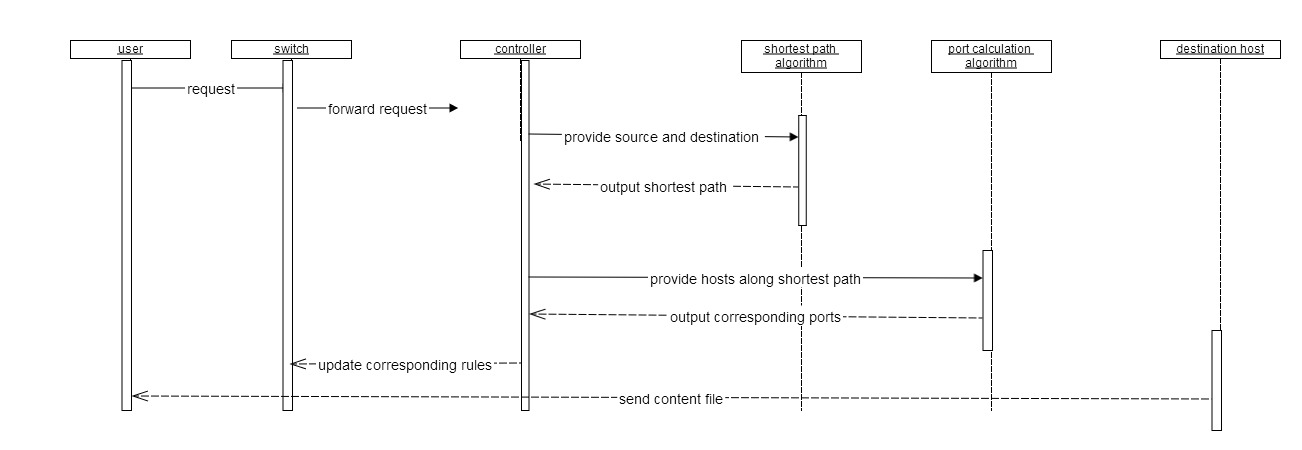 user
switch
controller
shortest path
algorithm
port calculation
algorithm
destination host
request
forward request
provide source and destination
output shortest path
provide hosts along shortest path
output corresponding ports
update corresponding rules
send content file